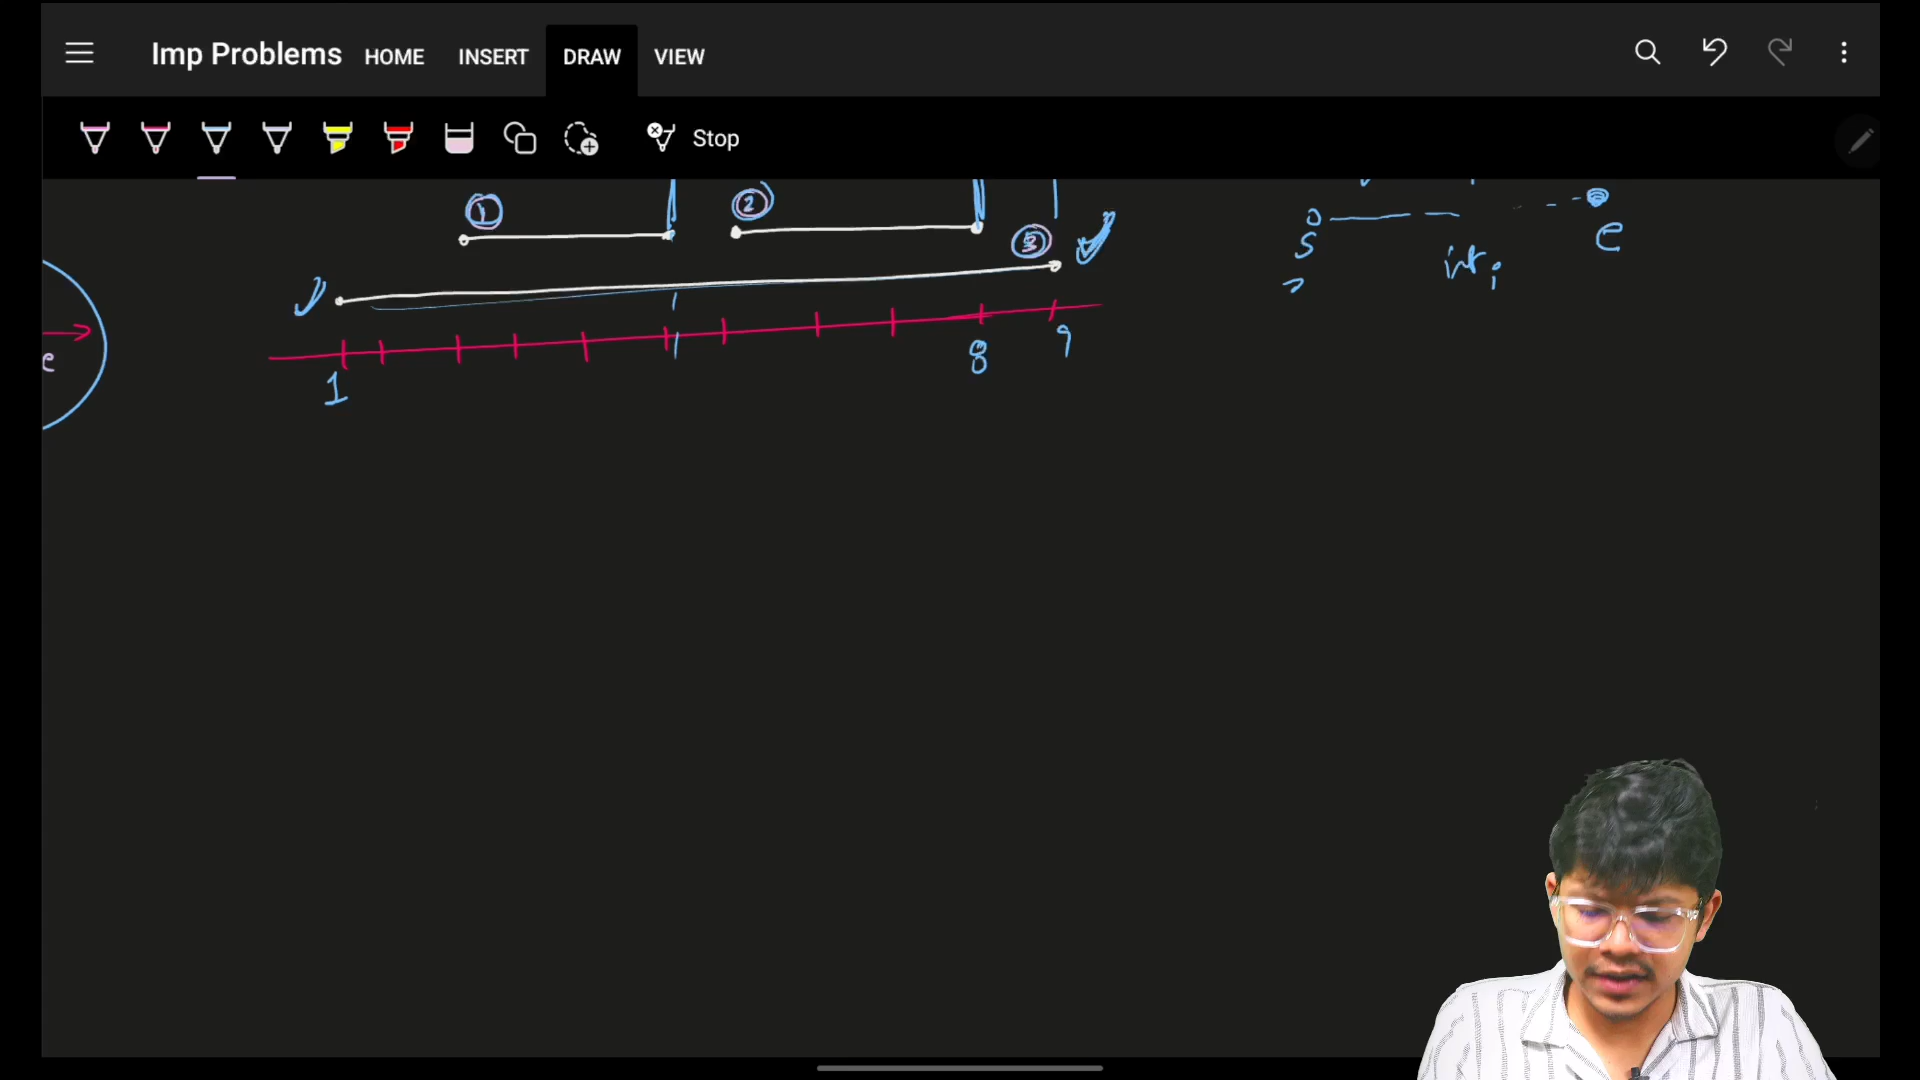 Imp Problems HOME INSERT DRAW VIEW
Stop
1 2
3
S e
int i
e
8 9
1